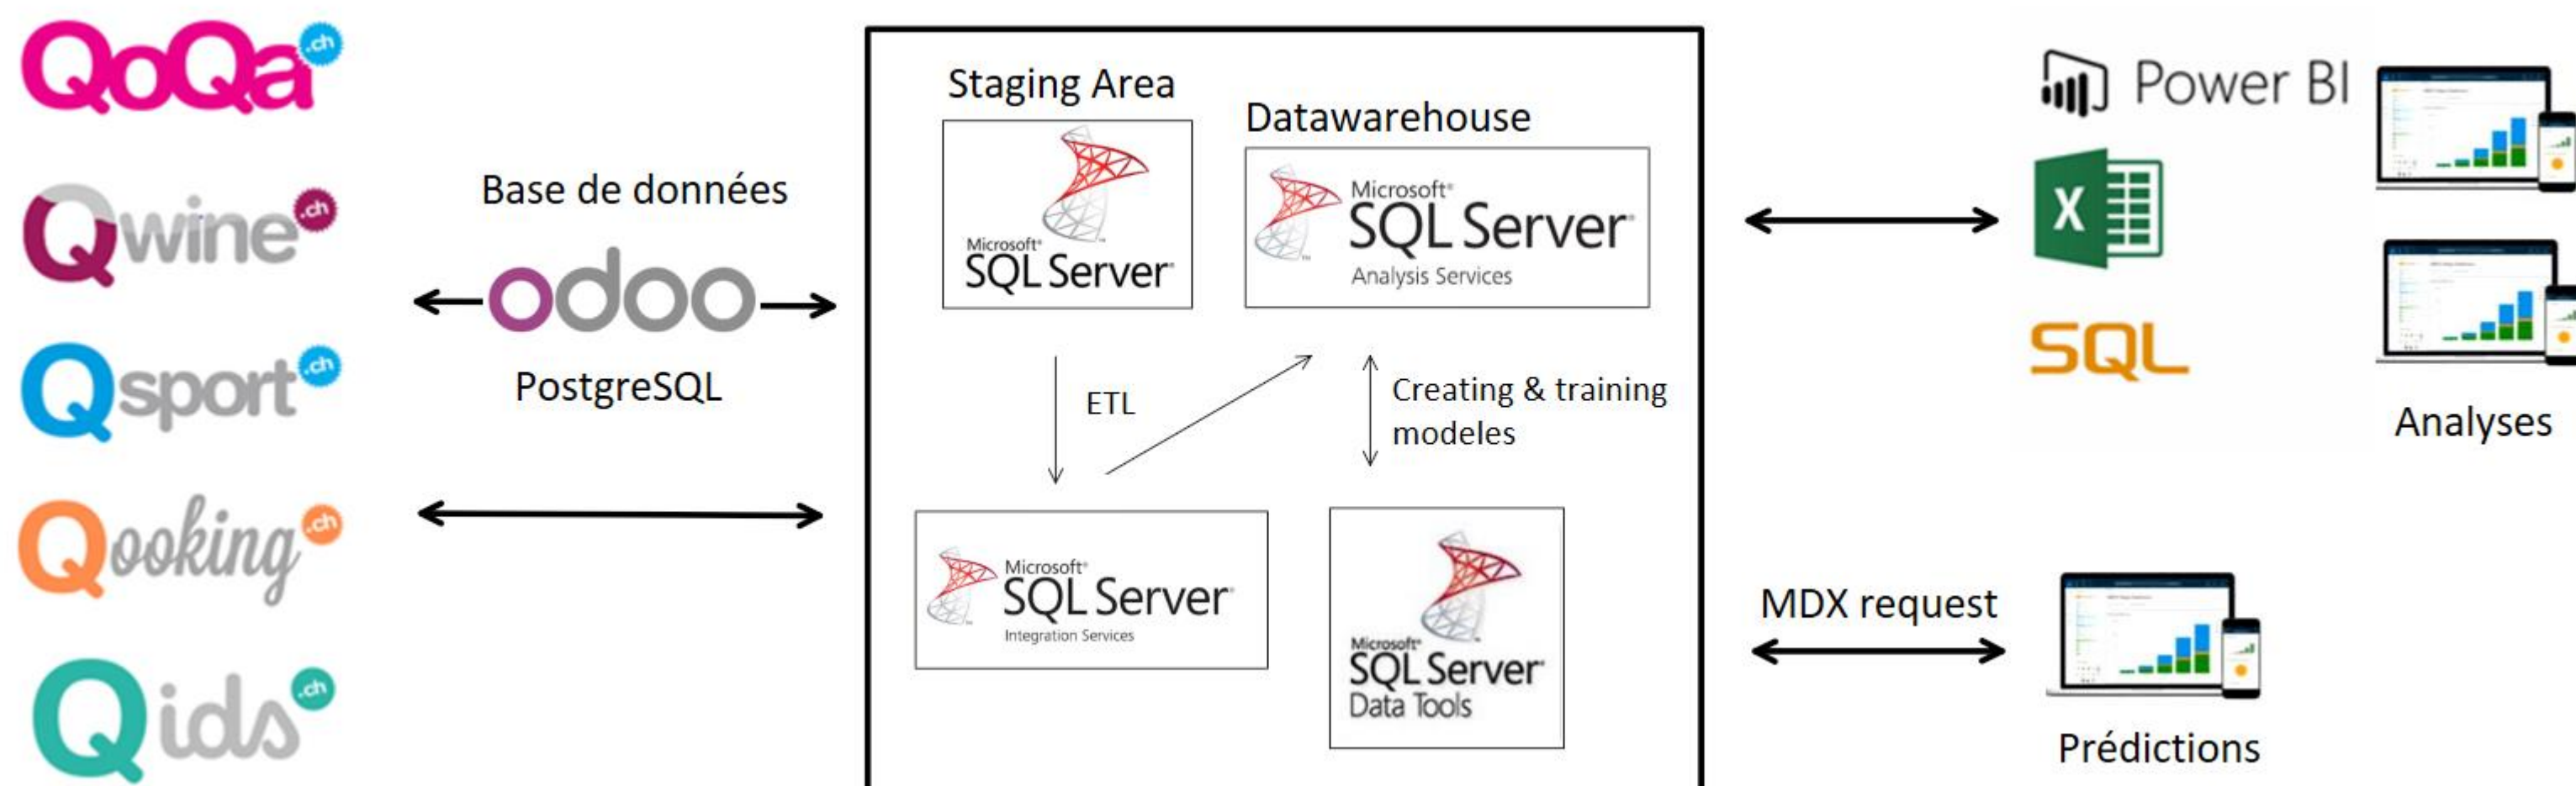 QoQa.ch
Qwine.ch
Qsport.ch
Qooking.ch
Qids.ch
Base de données
odoo
PostgreSQL
Staging Area
Microsoft®
SQL Server®
Datawarehouse
Microsoft®
SQL Server®
Analysis Services
ETL
Creating & training
modeles
Microsoft®
SQL Server®
Integration Services
Microsoft®
SQL Server®
Data Tools
Power BI
X
SQL
Analyses
MDX request
Prédictions